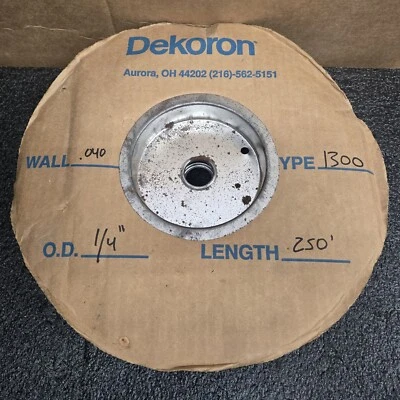 Dekoron®
Aurora, OH 44202 (216)-562-5151
WALL .040
TYPE 1300
O.D. 1/4"
LENGTH 250'